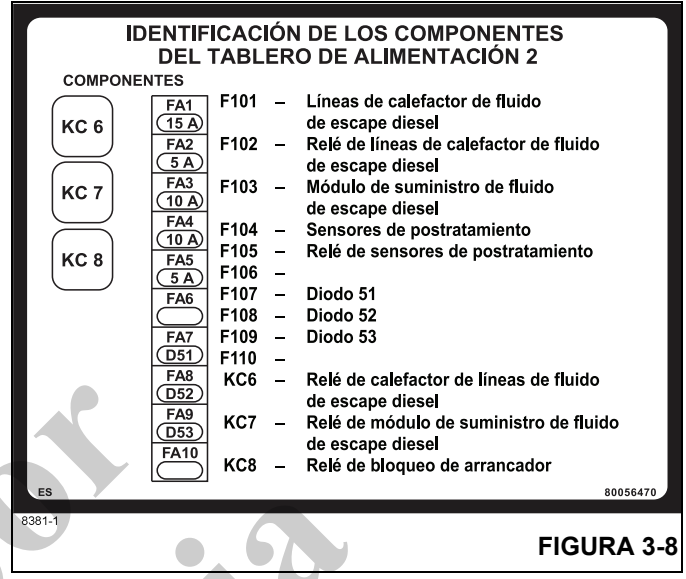 IDENTIFICACIÓN DE LOS COMPONENTES
DEL TABLERO DE ALIMENTACIÓN 2
COMPONENTES
KC 6
KC 7
KC 8
FA1
15 A
FA2
5 A
FA3
10 A
FA4
10 A
FA5
5 A
FA6
FA7
D51
FA8
D52
FA9
D53
FA10
F101 – Líneas de calefactor de fluido
de escape diesel
F102 – Relé de líneas de calefactor de fluido
de escape diesel
F103 – Módulo de suministro de fluido
de escape diesel
F104 – Sensores de postratamiento
F105 – Relé de sensores de postratamiento
F106 –
F107 – Diodo 51
F108 – Diodo 52
F109 – Diodo 53
F110 –
KC6 – Relé de calefactor de líneas de fluido
de escape diesel
KC7 – Relé de módulo de suministro de fluido
de escape diesel
KC8 – Relé de bloqueo de arrancador
ES
80056470
8381-1
FIGURA 3-8